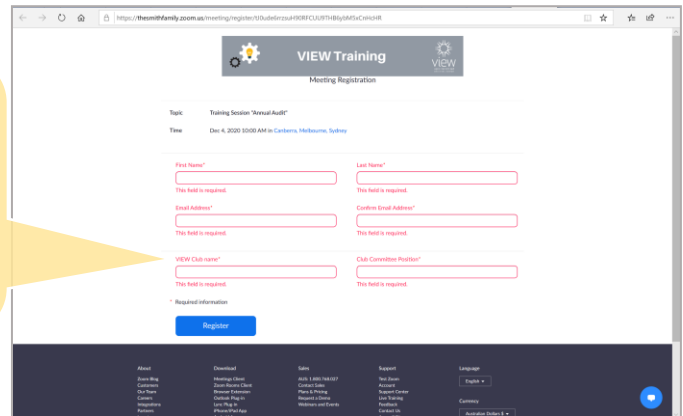 https://thesmithfamily.zoom.us/meeting/register/
VIEW Training
VIEW
Meeting Registration
Topic Training Session "Annual Audit"
Time Dec 4, 2020 10:00 AM in Canberra, Melbourne, Sydney
First Name* Last Name*
This field is required. This field is required.
Email Address* Confirm Email Address*
This field is required. This field is required.
VIEW Club name* Club Committee Position*
This field is required. This field is required.
* Required information
Register
About Download Sales Support Language
Zoom Blog Meetings Client AUS: 1.800.768.027 Test Zoom English
Customers Zoom Rooms Client Contact Sales Account
Our Team Browser Extension Plans & Pricing Support Center
Careers Outlook Plug-in Request a Demo Live Training Currency
Integrations Lync Plug-in Webinars and Events Feedback
Partners iPhone/iPad App Contact Us Australian Dollars $